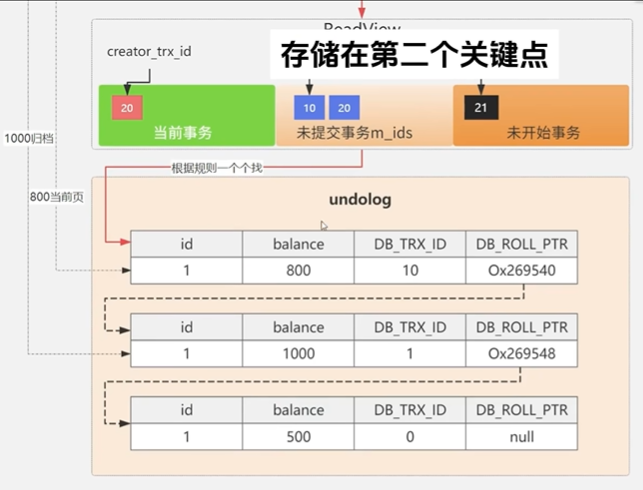 ReadView
creator_trx_id
存储在第二个关键点
20
10
20
21
当前事务
未提交事务m_ids
未开始事务
1000归档
根据规则一个个找
800当前页
undolog
id balance DB_TRX_ID DB_ROLL_PTR
1 800 10 Ox269540
id balance DB_TRX_ID DB_ROLL_PTR
1 1000 1 Ox269548
id balance DB_TRX_ID DB_ROLL_PTR
1 500 0 null